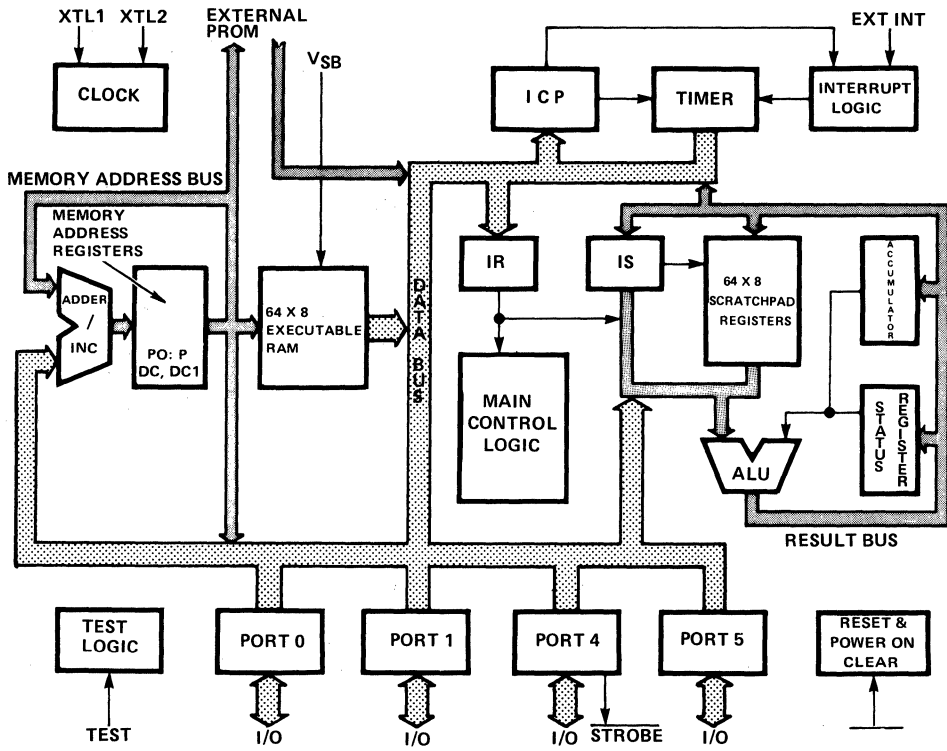 XTL1 XTL2
EXTERNAL
PROM
EXT INT
V SB
CLOCK
ICP
TIMER
INTERRUPT
LOGIC
MEMORY ADDRESS BUS
MEMORY
ADDRESS
REGISTERS
ADDER
/
INC
PO: P
DC, DC1
64 X 8
EXECUTABLE
RAM
DATA BUS
IR
IS
64 X 8
SCRATCHPAD
REGISTERS
ACCUMULATOR
MAIN
CONTROL
LOGIC
STATUS
REGISTER
ALU
RESULT BUS
TEST
LOGIC
PORT 0
PORT 1
PORT 4
PORT 5
RESET &
POWER ON
CLEAR
TEST
I/O
I/O
I/O
STROBE
I/O